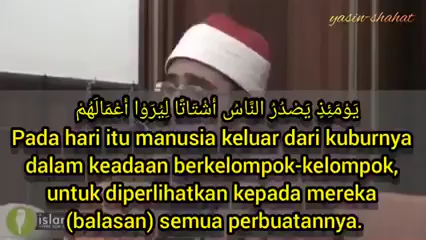 yasin-shahat
يَوْمَئِذٍ يَصْدُرُ النَّاسُ أَشْتَاتًا لِيُرَوْا أَعْمَالَهُمْ
Pada hari itu manusia keluar dari kuburnya
dalam keadaan berkelompok-kelompok,
untuk diperlihatkan kepada mereka
(balasan) semua perbuatannya.
islam